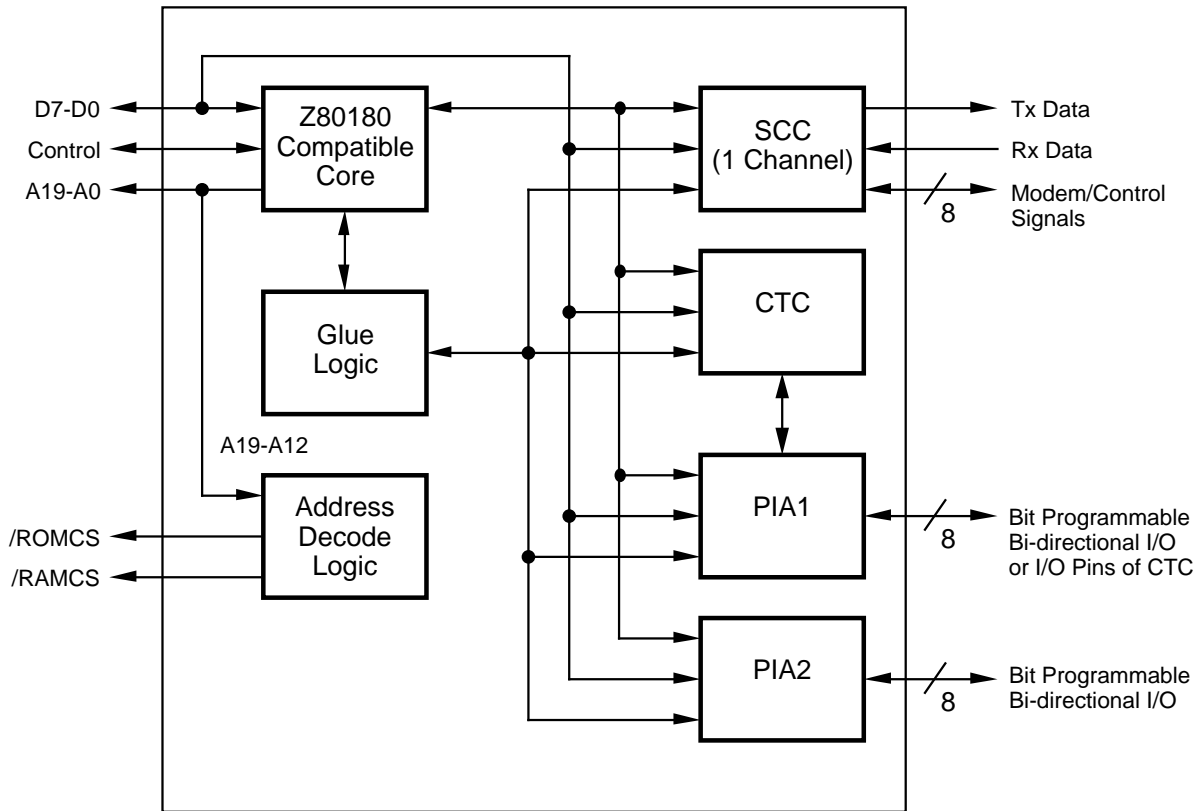 D7-D0
Control
A19-A0
Z80180
Compatible
Core
SCC
(1 Channel)
Tx Data
Rx Data
8
Modem/Control
Signals
Glue
Logic
CTC
A19-A12
Address
Decode
Logic
/ROMCS
/RAMCS
PIA1
8
Bit Programmable
Bi-directional I/O
or I/O Pins of CTC
PIA2
8
Bit Programmable
Bi-directional I/O